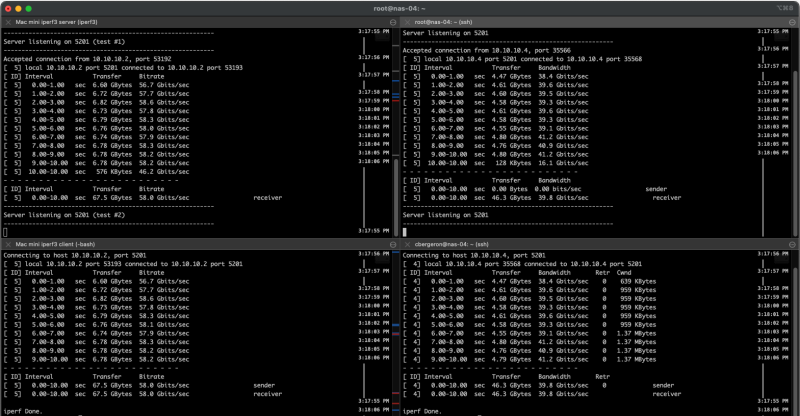 root@nas-04: ~ (ssh)
⌥⌘B
Mac mini iperf3 server (iperf3)
-----------------------------------------------------------
Server listening on 5201 (test #1)
-----------------------------------------------------------
Accepted connection from 10.10.10.2, port 53192
[  5] local 10.10.10.2 port 5201 connected to 10.10.10.2 port 53193
[ ID] Interval           Transfer     Bitrate
[  5]   0.00-1.00   sec  6.60 GBytes  56.7 Gbits/sec
[  5]   1.00-2.00   sec  6.72 GBytes  57.7 Gbits/sec
[  5]   2.00-3.00   sec  6.82 GBytes  58.6 Gbits/sec
[  5]   3.00-4.00   sec  6.73 GBytes  57.8 Gbits/sec
[  5]   4.00-5.00   sec  6.79 GBytes  58.3 Gbits/sec
[  5]   5.00-6.00   sec  6.76 GBytes  58.0 Gbits/sec
[  5]   6.00-7.00   sec  6.74 GBytes  57.9 Gbits/sec
[  5]   7.00-8.00   sec  6.78 GBytes  58.3 Gbits/sec
[  5]   8.00-9.00   sec  6.78 GBytes  58.2 Gbits/sec
[  5]   9.00-10.00  sec  6.78 GBytes  58.2 Gbits/sec
[  5]  10.00-10.00  sec   576 KBytes  46.2 Gbits/sec
- - - - - - - - - - - - - - - - - - - - - - - - -
[ ID] Interval           Transfer     Bitrate
[  5]   0.00-10.00  sec  67.5 GBytes  58.0 Gbits/sec                  receiver
-----------------------------------------------------------
Server listening on 5201 (test #2)
-----------------------------------------------------------
3:17:55 PM
3:17:56 PM
3:17:57 PM
3:17:58 PM
3:17:59 PM
3:18:00 PM
3:18:01 PM
3:18:02 PM
3:18:03 PM
3:18:04 PM
3:18:05 PM
3:18:06 PM
3:17:55 PM
root@nas-04: ~ (ssh)
Server listening on 5201
-----------------------------------------------------------
Accepted connection from 10.10.10.4, port 35566
[  5] local 10.10.10.4 port 5201 connected to 10.10.10.4 port 35568
[ ID] Interval           Transfer     Bandwidth
[  5]   0.00-1.00   sec  4.47 GBytes  38.4 Gbits/sec
[  5]   1.00-2.00   sec  4.61 GBytes  39.6 Gbits/sec
[  5]   2.00-3.00   sec  4.60 GBytes  39.5 Gbits/sec
[  5]   3.00-4.00   sec  4.58 GBytes  39.3 Gbits/sec
[  5]   4.00-5.00   sec  4.61 GBytes  39.6 Gbits/sec
[  5]   5.00-6.00   sec  4.58 GBytes  39.3 Gbits/sec
[  5]   6.00-7.00   sec  4.55 GBytes  39.1 Gbits/sec
[  5]   7.00-8.00   sec  4.80 GBytes  41.2 Gbits/sec
[  5]   8.00-9.00   sec  4.76 GBytes  40.9 Gbits/sec
[  5]   9.00-10.00  sec  4.80 GBytes  41.2 Gbits/sec
[  5]  10.00-10.00  sec   128 KBytes  16.1 Gbits/sec
- - - - - - - - - - - - - - - - - - - - - - - - -
[ ID] Interval           Transfer     Bandwidth
[  5]   0.00-10.00  sec  0.00 Bytes  0.00 bits/sec                  sender
[  5]   0.00-10.00  sec  46.3 GBytes  39.8 Gbits/sec                  receiver
-----------------------------------------------------------
Server listening on 5201
-----------------------------------------------------------
3:17:55 PM
3:17:56 PM
3:17:57 PM
3:17:58 PM
3:17:59 PM
3:18:00 PM
3:18:01 PM
3:18:02 PM
3:18:03 PM
3:18:04 PM
3:18:05 PM
3:18:06 PM
Mac mini iperf3 client (-bash)
Connecting to host 10.10.10.2, port 5201
[  5] local 10.10.10.2 port 53193 connected to 10.10.10.2 port 5201
[ ID] Interval           Transfer     Bitrate
[  5]   0.00-1.00   sec  6.60 GBytes  56.7 Gbits/sec
[  5]   1.00-2.00   sec  6.72 GBytes  57.7 Gbits/sec
[  5]   2.00-3.00   sec  6.82 GBytes  58.6 Gbits/sec
[  5]   3.00-4.00   sec  6.73 GBytes  57.8 Gbits/sec
[  5]   4.00-5.00   sec  6.79 GBytes  58.3 Gbits/sec
[  5]   5.00-6.00   sec  6.76 GBytes  58.1 Gbits/sec
[  5]   6.00-7.00   sec  6.74 GBytes  57.9 Gbits/sec
[  5]   7.00-8.00   sec  6.78 GBytes  58.3 Gbits/sec
[  5]   8.00-9.00   sec  6.78 GBytes  58.2 Gbits/sec
[  5]   9.00-10.00  sec  6.78 GBytes  58.2 Gbits/sec
- - - - - - - - - - - - - - - - - - - - - - - - -
[ ID] Interval           Transfer     Bitrate
[  5]   0.00-10.00  sec  67.5 GBytes  58.0 Gbits/sec                  sender
[  5]   0.00-10.00  sec  67.5 GBytes  58.0 Gbits/sec                  receiver
iperf Done.
3:17:56 PM
3:17:57 PM
3:17:58 PM
3:17:59 PM
3:18:00 PM
3:18:01 PM
3:18:02 PM
3:18:03 PM
3:18:04 PM
3:18:05 PM
3:18:06 PM
3:17:55 PM
3:18:06 PM
cbergeron@nas-04: ~ (ssh)
Connecting to host 10.10.10.4, port 5201
[  4] local 10.10.10.4 port 35568 connected to 10.10.10.4 port 5201
[ ID] Interval           Transfer     Bandwidth       Retr  Cwnd
[  4]   0.00-1.00   sec  4.47 GBytes  38.4 Gbits/sec    0    639 KBytes
[  4]   1.00-2.00   sec  4.61 GBytes  39.6 Gbits/sec    0    959 KBytes
[  4]   2.00-3.00   sec  4.60 GBytes  39.5 Gbits/sec    0    959 KBytes
[  4]   3.00-4.00   sec  4.58 GBytes  39.3 Gbits/sec    0    959 KBytes
[  4]   4.00-5.00   sec  4.61 GBytes  39.6 Gbits/sec    0    959 KBytes
[  4]   5.00-6.00   sec  4.58 GBytes  39.3 Gbits/sec    0    959 KBytes
[  4]   6.00-7.00   sec  4.55 GBytes  39.1 Gbits/sec    0   1.37 MBytes
[  4]   7.00-8.00   sec  4.80 GBytes  41.2 Gbits/sec    0   1.37 MBytes
[  4]   8.00-9.00   sec  4.76 GBytes  40.9 Gbits/sec    0   1.37 MBytes
[  4]   9.00-10.00  sec  4.79 GBytes  41.2 Gbits/sec    0   1.37 MBytes
- - - - - - - - - - - - - - - - - - - - - - - - -
[ ID] Interval           Transfer     Bandwidth       Retr
[  4]   0.00-10.00  sec  46.3 GBytes  39.8 Gbits/sec    0             sender
[  4]   0.00-10.00  sec  46.3 GBytes  39.8 Gbits/sec                  receiver
iperf Done.
3:17:56 PM
3:17:57 PM
3:17:58 PM
3:17:59 PM
3:18:00 PM
3:18:01 PM
3:18:02 PM
3:18:03 PM
3:18:04 PM
3:18:05 PM
3:18:06 PM
3:17:55 PM
3:18:06 PM